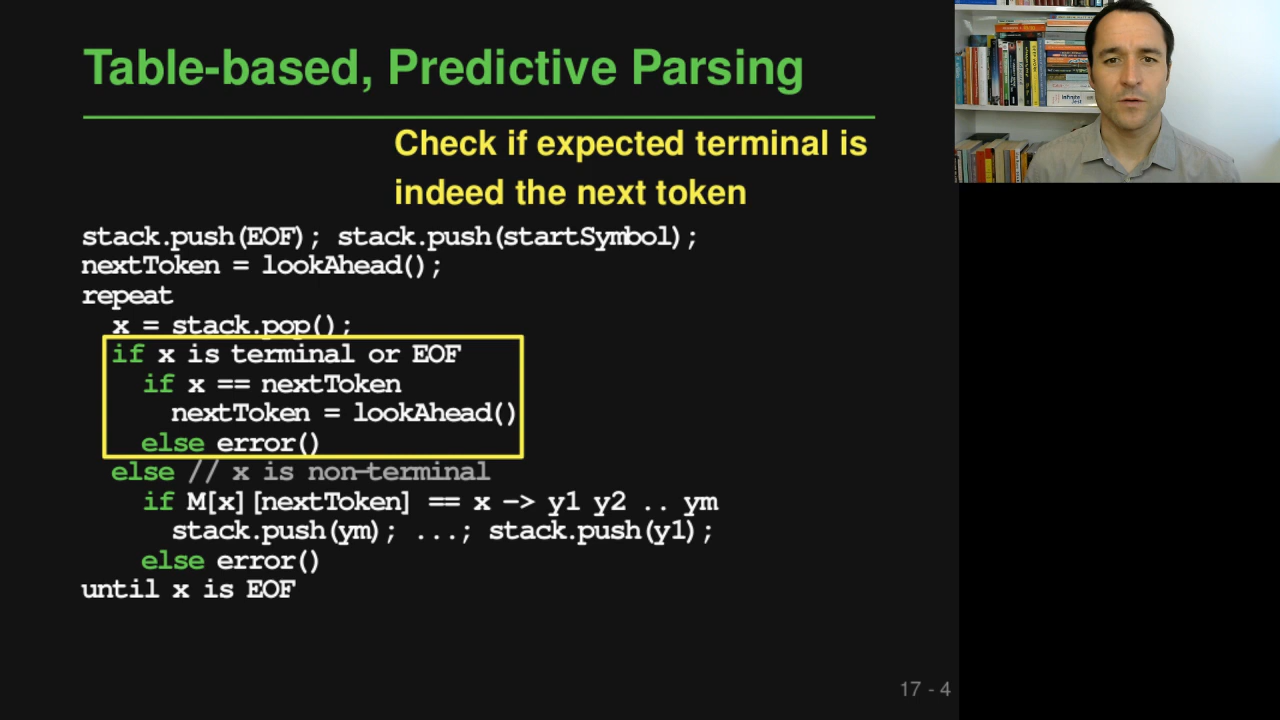 Table-based, Predictive Parsing
Check if expected terminal is
indeed the next token
stack.push(EOF); stack.push(startSymbol);
nextToken = lookAhead();
repeat
x = stack.pop();
if x is terminal or EOF
if x == nextToken
nextToken = lookAhead()
else error()
else // x is non-terminal
if M[x][nextToken] == x -> y1 y2 .. ym
stack.push(ym); ...; stack.push(y1);
else error()
until x is EOF
17 - 4
infinite
jest